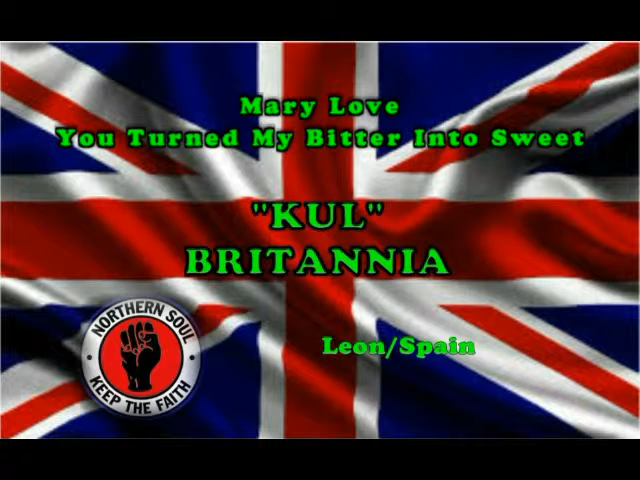 Mary Love
You Turned My Bitter Into Sweet
"KUL"
BRITANNIA
Leon/Spain
NORTHERN SOUL
KEEP THE FAITH